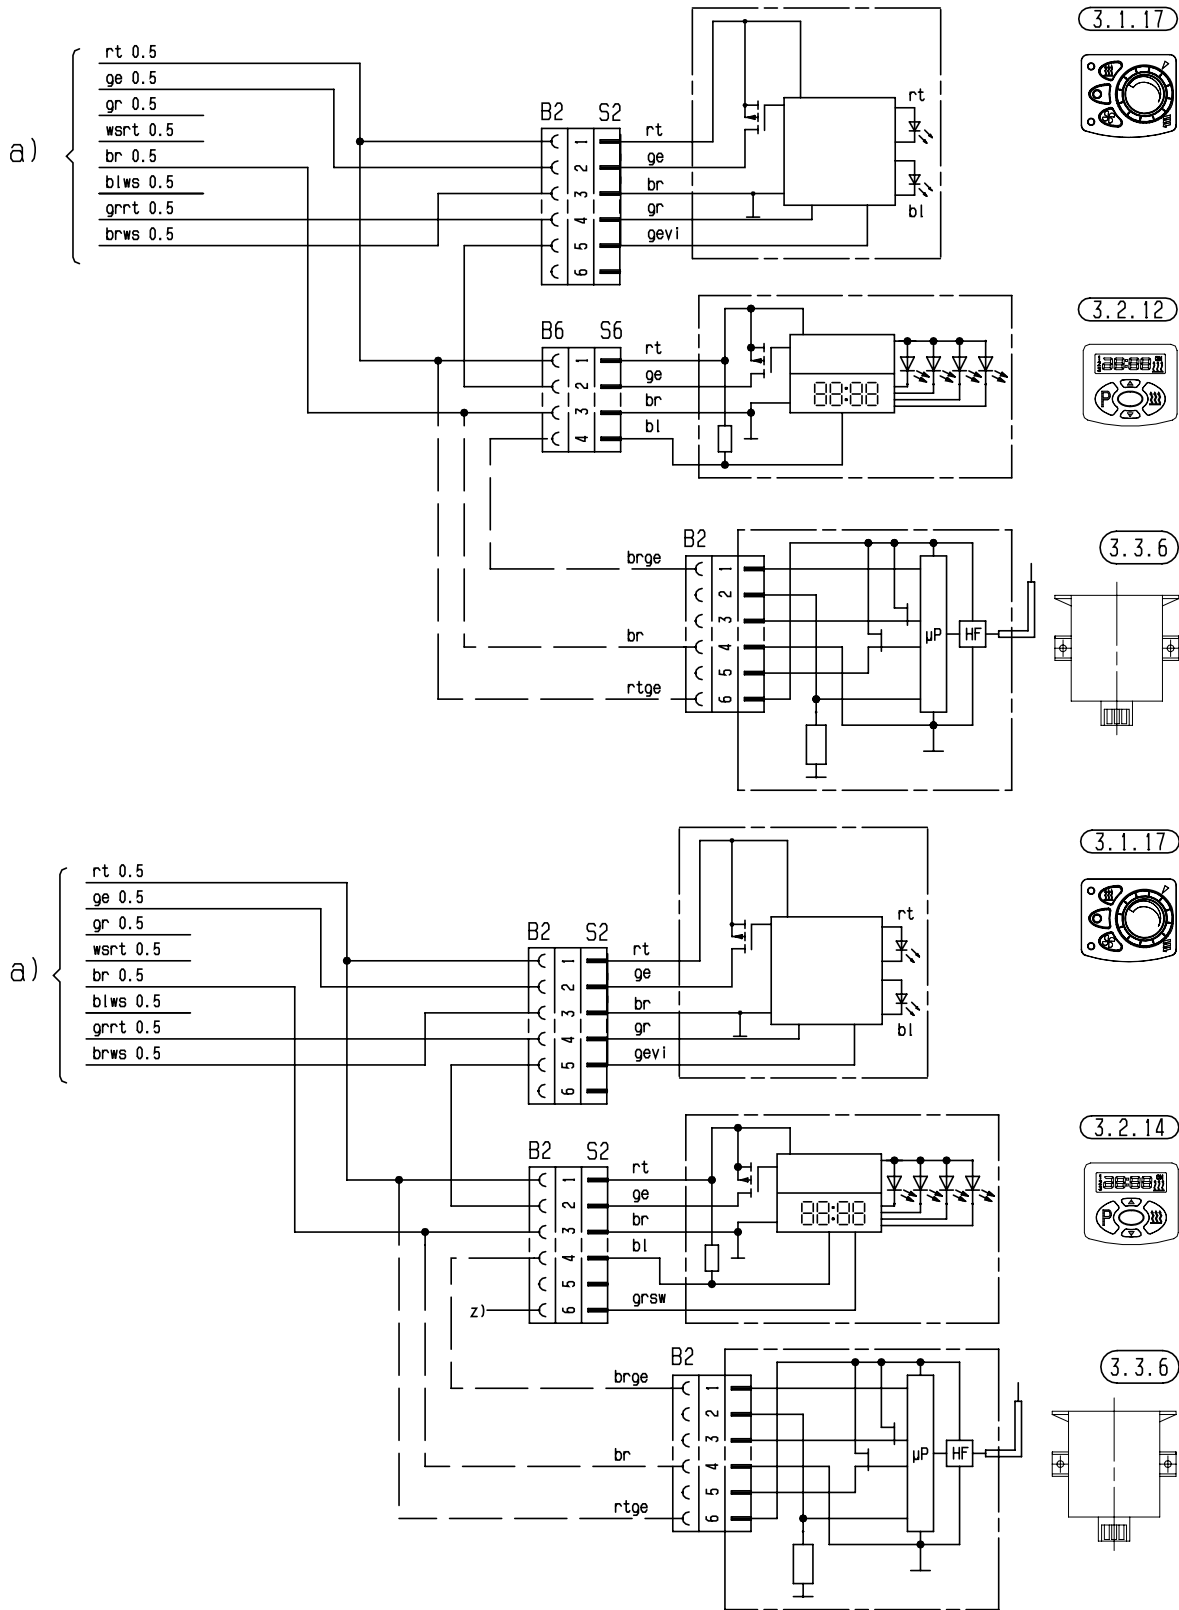 3.1.17
a)
rt 0.5
ge 0.5
gr 0.5
wsrt 0.5
br 0.5
blws 0.5
grrt 0.5
brws 0.5
B2 S2
1 rt
2 ge
3 br
4 gr
5 gevi
6
rt
bl
3.2.12
B6 S6
1 rt
2 ge
3 br
4 bl
88:88
88:88
P
3.3.6
B2
brge 1
2
3
br 4
5
rtge 6
µP HF
3.1.17
a)
rt 0.5
ge 0.5
gr 0.5
wsrt 0.5
br 0.5
blws 0.5
grrt 0.5
brws 0.5
B2 S2
1 rt
2 ge
3 br
4 gr
5 gevi
6
rt
bl
3.2.14
B2 S2
1 rt
2 ge
3 br
4 bl
5
z) 6 grsw
88:88
88:88
P
3.3.6
B2
brge 1
2
3
br 4
5
rtge 6
µP HF